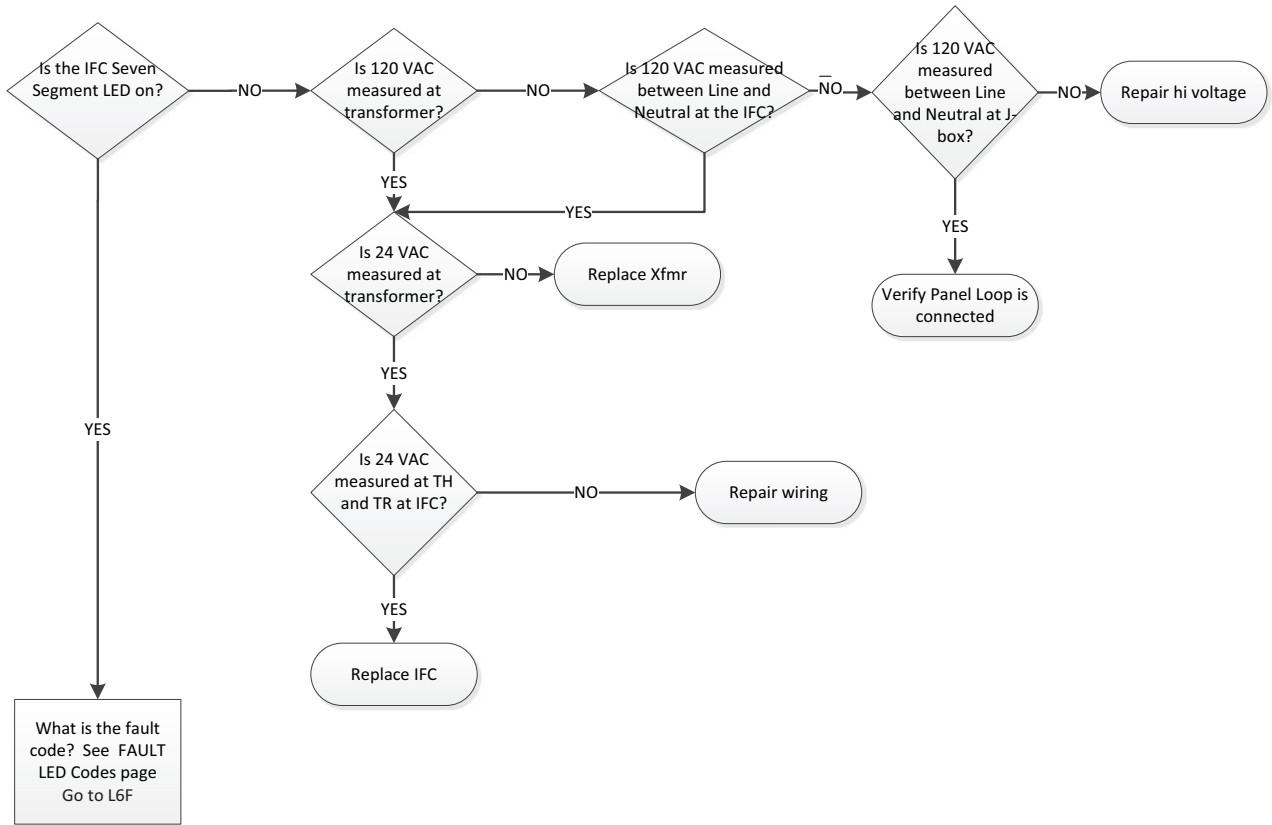 Is the IFC Seven
Segment LED on?
NO
Is 120 VAC
measured at
transformer?
NO
Is 120 VAC measured
between Line and
Neutral at the IFC?
NO
Is 120 VAC
measured
between Line
and Neutral at J-
box?
NO
Repair hi voltage
YES
YES
YES
Is 24 VAC
measured at
transformer?
NO
Replace Xfmr
Verify Panel Loop is
connected
YES
YES
Is 24 VAC
measured at TH
and TR at IFC?
NO
Repair wiring
YES
Replace IFC
What is the fault
code? See FAULT
LED Codes page
Go to L6F